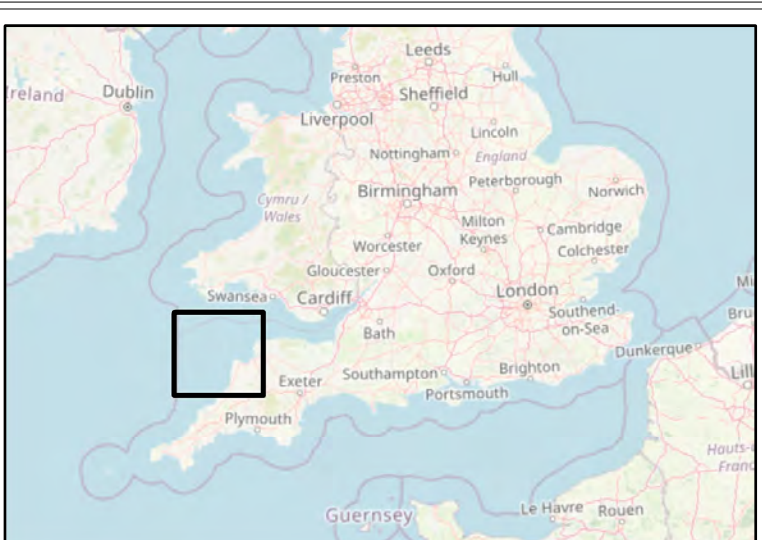 Leeds
Preston
Hull
Ireland
Dublin
Sheffield
Liverpool
Lincoln
Nottingham
England
Peterborough
Norwich
Birmingham
Cymru /
Wales
Milton
Keynes
Cambridge
Worcester
Colchester
Gloucester
Oxford
Swansea
Cardiff
London
Southend-
on-Sea
Bath
Dunkerque
Exeter
Southampton
Brighton
Portsmouth
Plymouth
Guernsey
Le Havre
Rouen